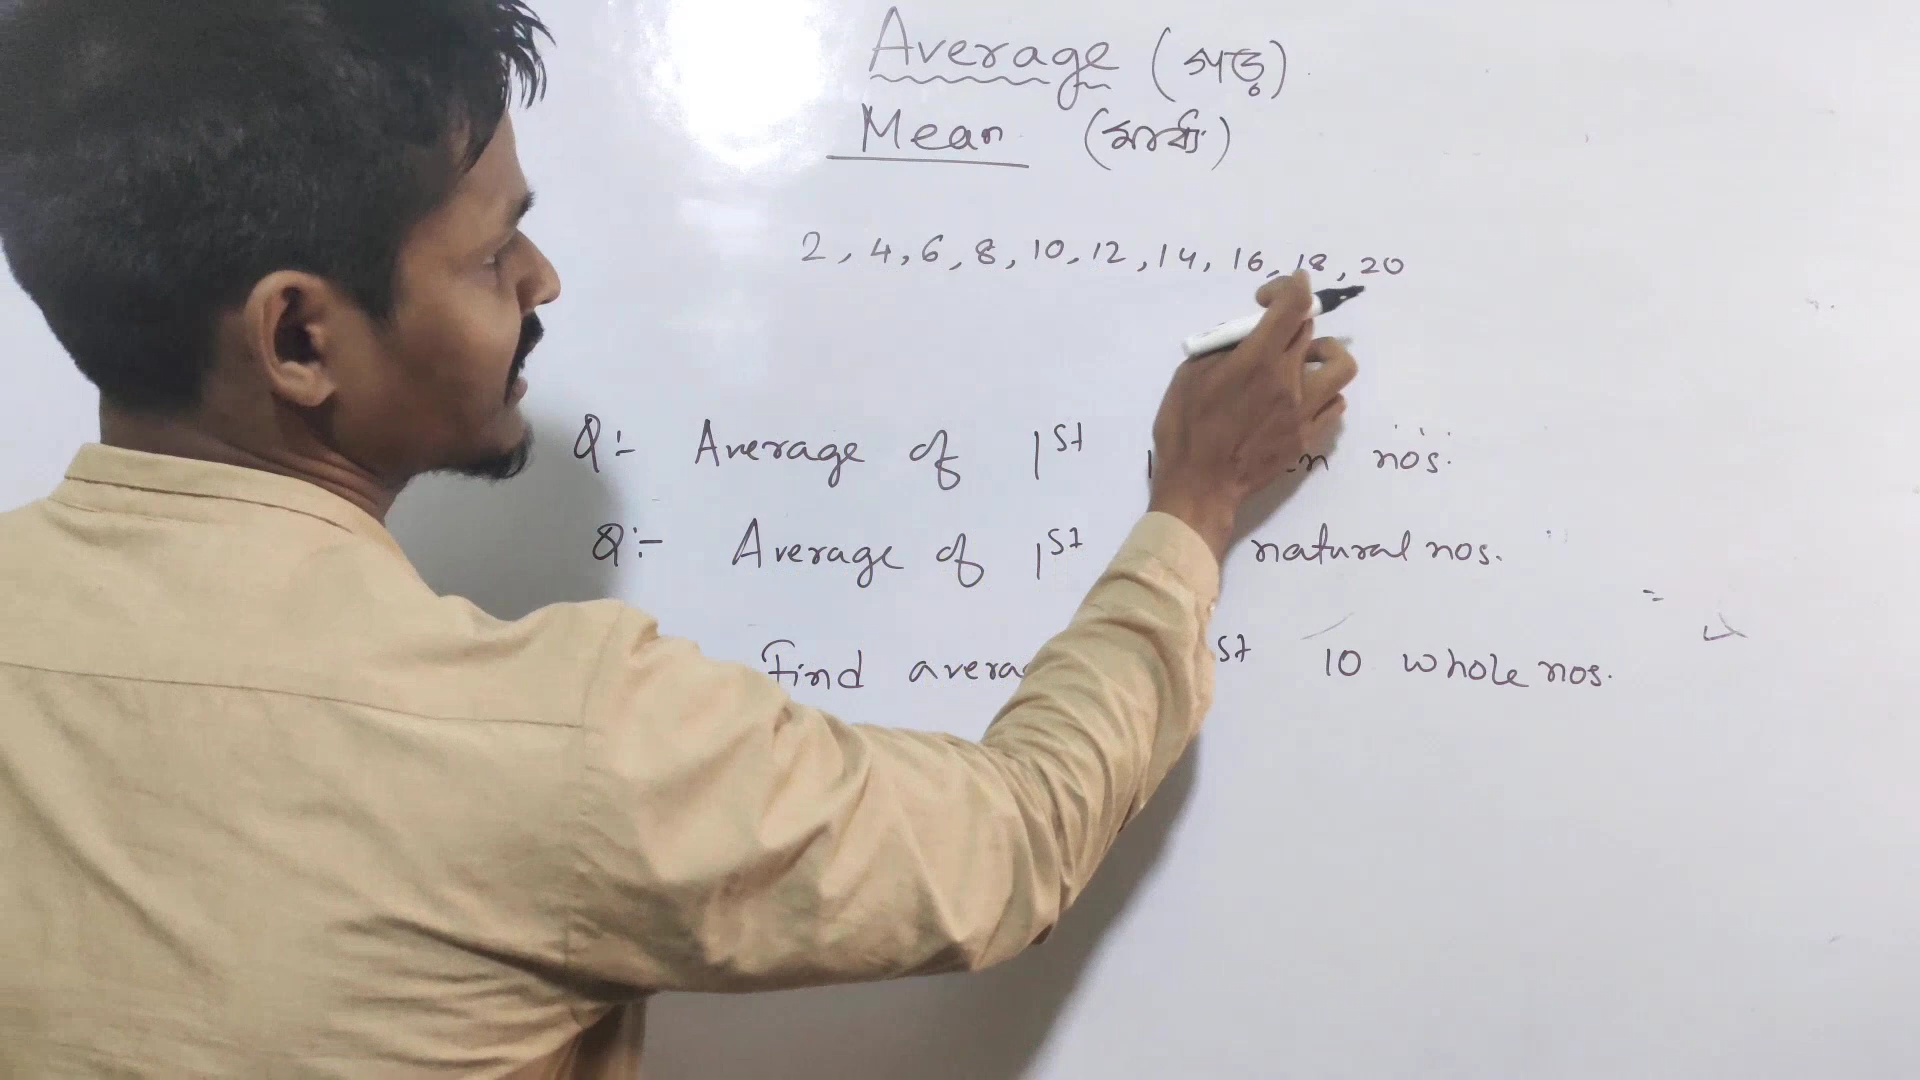 Average (গড়)
Mean (মাধ্য)
2, 4, 6, 8, 10, 12, 14, 16, 18, 20
Q:- Average of 1st nos.
Q:- Average of 1st natural nos.
Find st 10 whole nos.